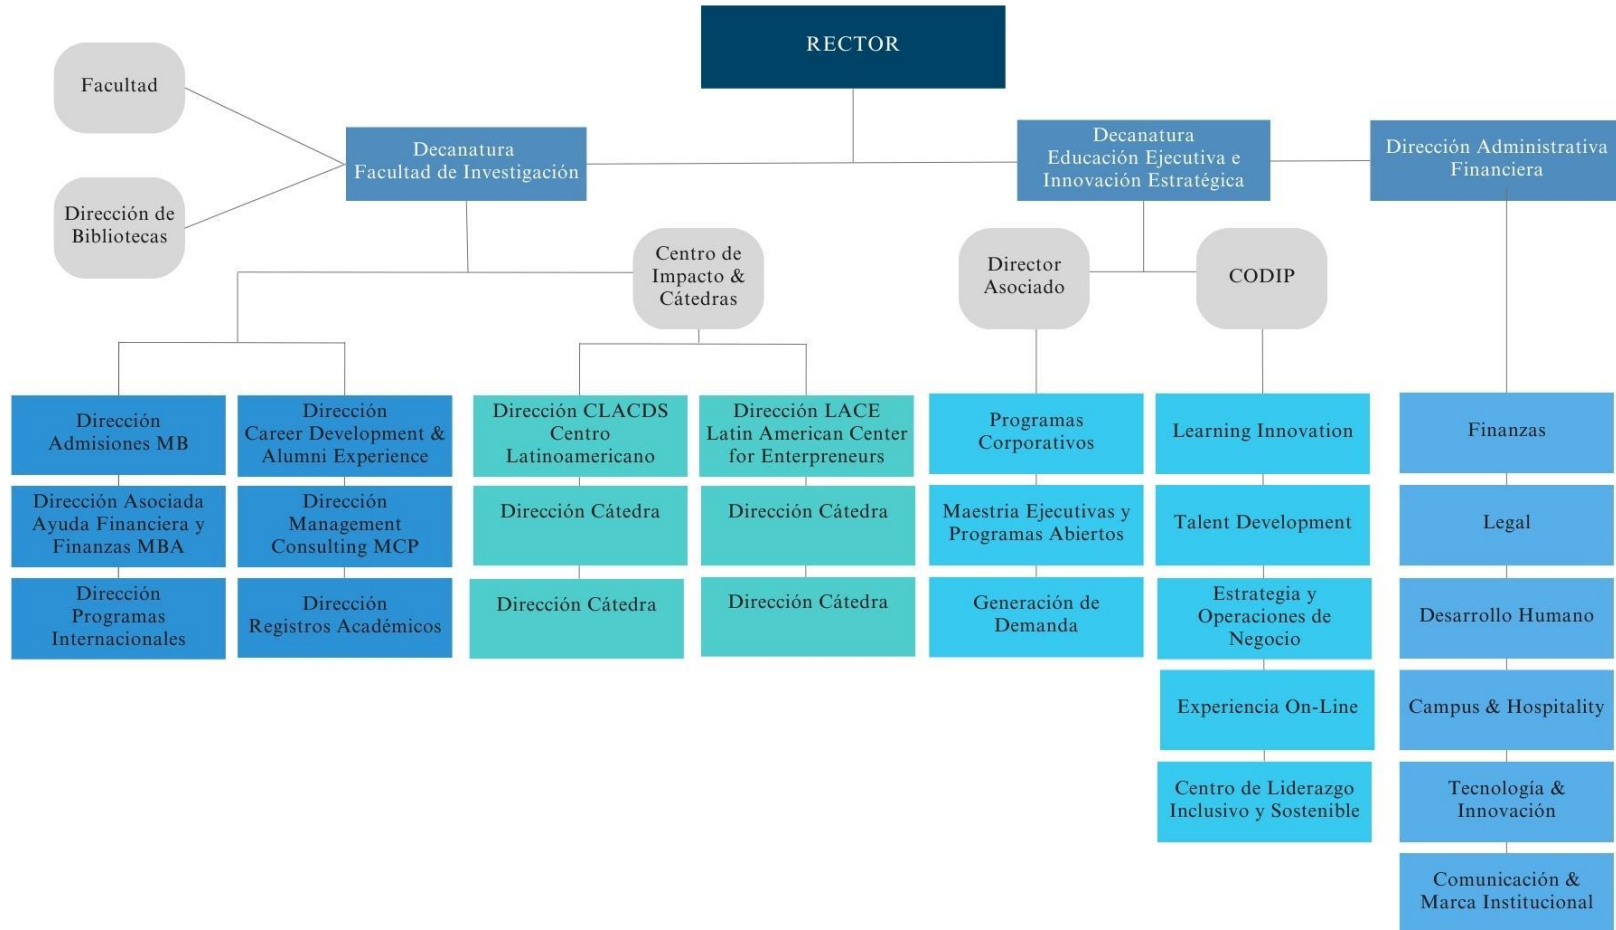 RECTOR
Facultad
Decanatura
Facultad de Investigación
Decanatura
Educación Ejecutiva e
Innovación Estratégica
Dirección Administrativa
Financiera
Dirección de
Bibliotecas
Centro de
Impacto &
Cátedras
Director
Asociado
CODIP
Dirección
Admisiones MB
Dirección
Career Development &
Alumni Experience
Dirección CLACDS
Centro
Latinoamericano
Dirección LACE
Latin American Center
for Enterpreneurs
Programas
Corporativos
Learning Innovation
Finanzas
Dirección Asociada
Ayuda Financiera y
Finanzas MBA
Dirección
Management
Consulting MCP
Dirección Cátedra
Dirección Cátedra
Maestria Ejecutivas y
Programas Abiertos
Talent Development
Legal
Dirección
Programas
Internacionales
Dirección
Registros Académicos
Dirección Cátedra
Dirección Cátedra
Generación de
Demanda
Estrategia y
Operaciones de
Negocio
Desarrollo Humano
Experiencia On-Line
Campus & Hospitality
Centro de Liderazgo
Inclusivo y Sostenible
Tecnología &
Innovación
Comunicación &
Marca Institucional